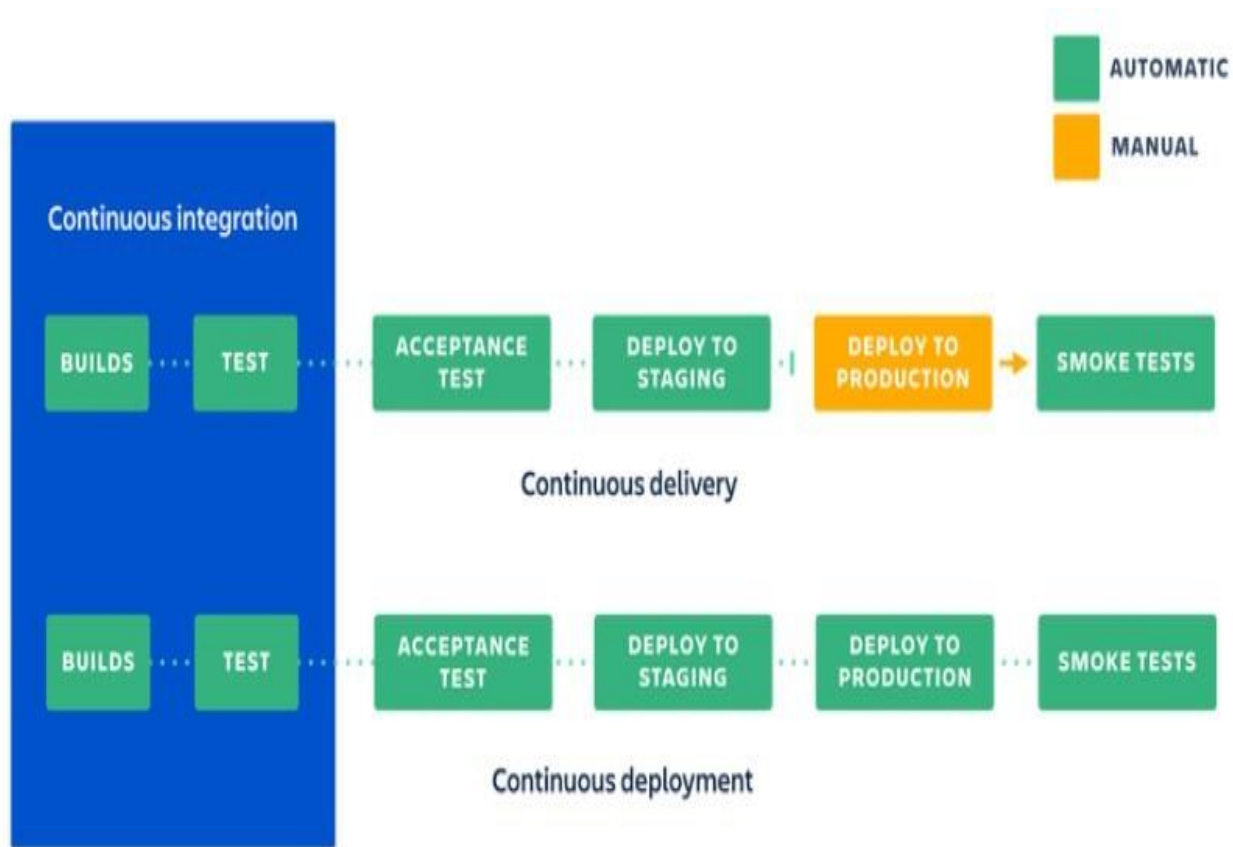 AUTOMATIC
MANUAL
Continuous integration
BUILDS
TEST
ACCEPTANCE
TEST
DEPLOY TO
STAGING
DEPLOY TO
PRODUCTION
SMOKE TESTS
Continuous delivery
BUILDS
TEST
ACCEPTANCE
TEST
DEPLOY TO
STAGING
DEPLOY TO
PRODUCTION
SMOKE TESTS
Continuous deployment